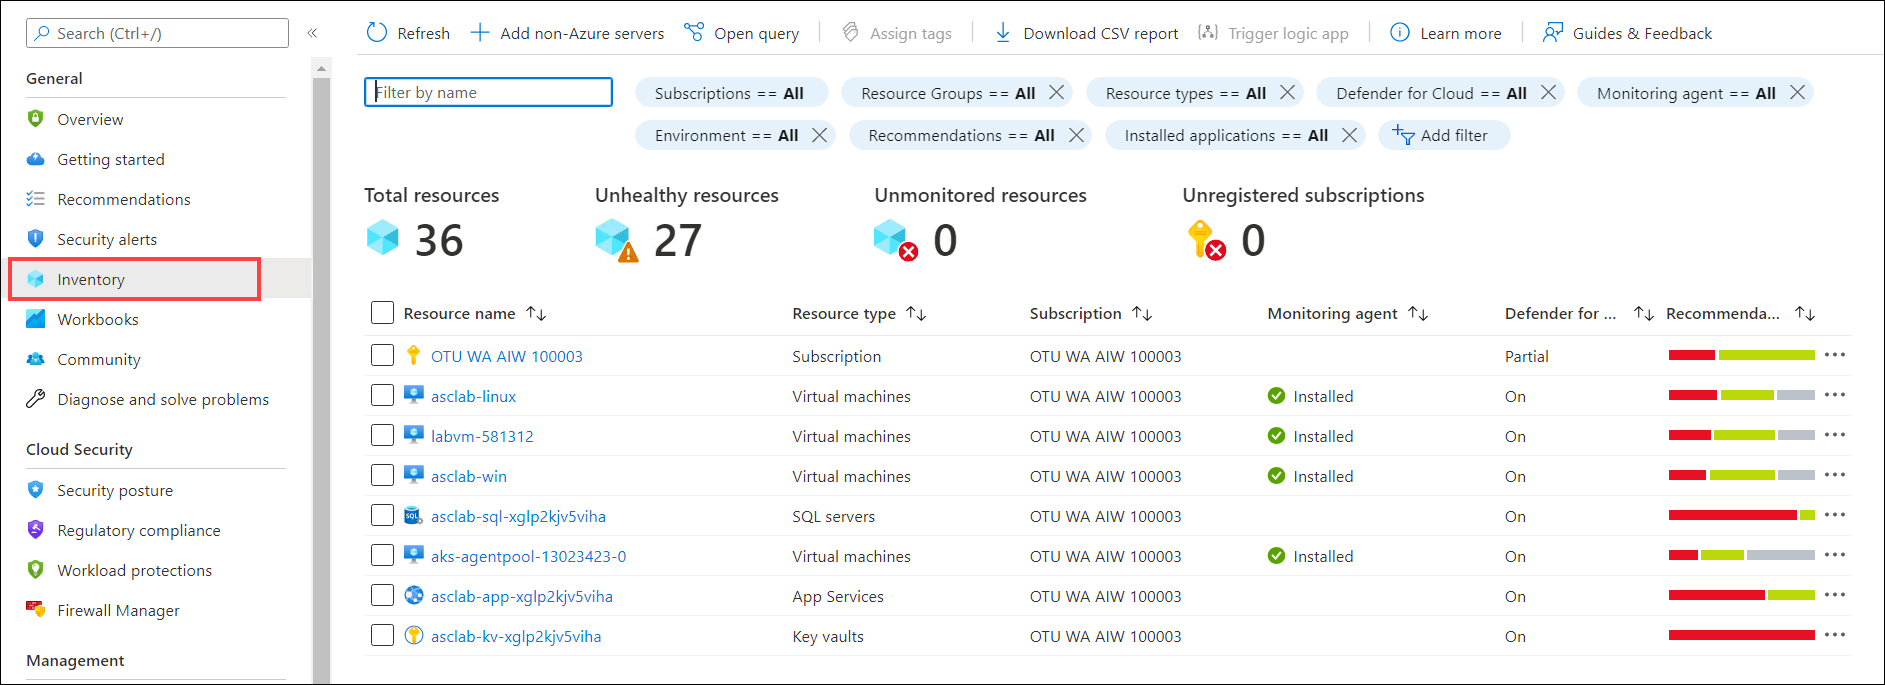 Search (Ctrl+/)
«
Refresh
Add non-Azure servers
Open query
Assign tags
Download CSV report
Trigger logic app
Learn more
Guides & Feedback
General
Overview
Getting started
Recommendations
Security alerts
Inventory
Workbooks
Community
Diagnose and solve problems
Cloud Security
Security posture
Regulatory compliance
Workload protections
Firewall Manager
Management
Filter by name
Subscriptions == All
Resource Groups == All
Resource types == All
Defender for Cloud == All
Monitoring agent == All
Environment == All
Recommendations == All
Installed applications == All
Add filter
Total resources
36
Unhealthy resources
27
Unmonitored resources
0
Unregistered subscriptions
0
Resource name Resource type Subscription Monitoring agent Defender for ... Recommenda...
OTU WA AIW 100003 Subscription OTU WA AIW 100003 Partial
asclab-linux Virtual machines OTU WA AIW 100003 Installed On
labvm-581312 Virtual machines OTU WA AIW 100003 Installed On
asclab-win Virtual machines OTU WA AIW 100003 Installed On
SQL asclab-sql-xglp2kjv5viha SQL servers OTU WA AIW 100003 On
aks-agentpool-13023423-0 Virtual machines OTU WA AIW 100003 Installed On
asclab-app-xglp2kjv5viha App Services OTU WA AIW 100003 On
asclab-kv-xglp2kjv5viha Key vaults OTU WA AIW 100003 On